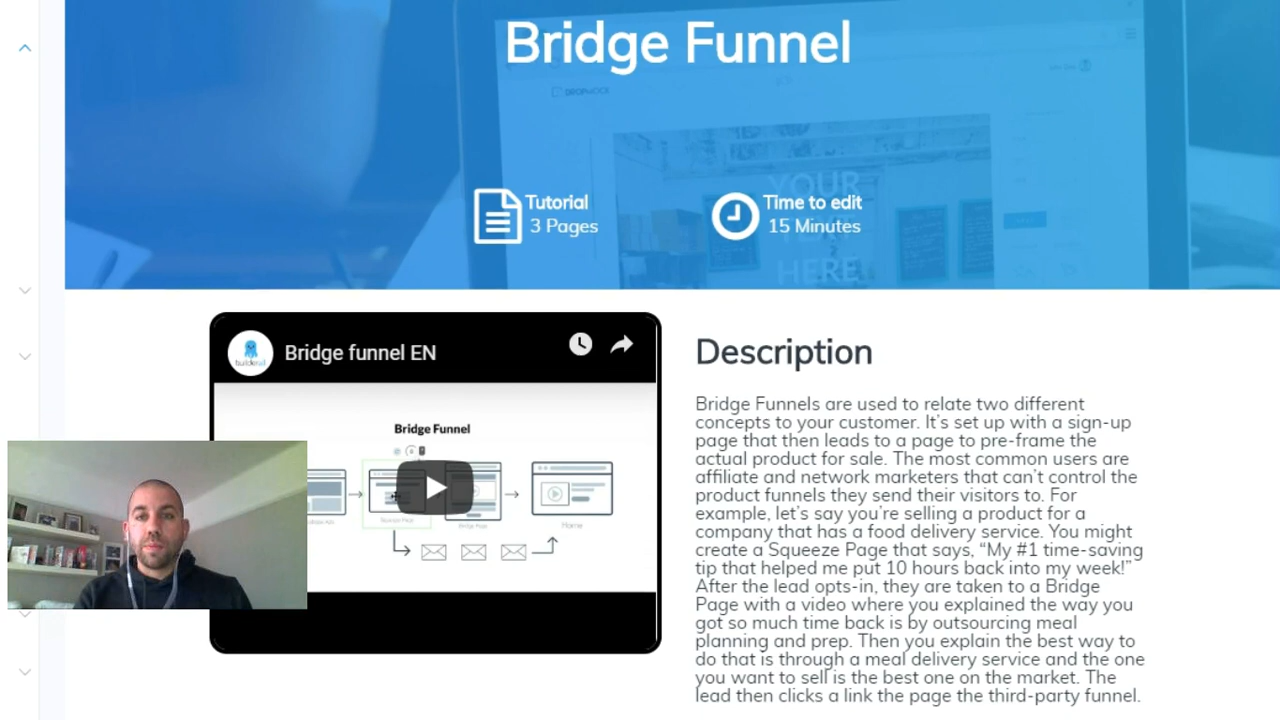 Bridge Funnel
DROPMOCK
YOUR
TEXT
HERE
Tutorial
3 Pages
Time to edit
15 Minutes
builderall
Bridge funnel EN
Bridge Funnel
Home
Description
Bridge Funnels are used to relate two different
concepts to your customer. It's set up with a sign-up
page that then leads to a page to pre-frame the
actual product for sale. The most common users are
affiliate and network marketers that can't control the
product funnels they send their visitors to. For
example, let's say you're selling a product for a
company that has a food delivery service. You might
create a Squeeze Page that says, “My #1 time-saving
tip that helped me put 10 hours back into my week!”
After the lead opts-in, they are taken to a Bridge
Page with a video where you explained the way you
got so much time back is by outsourcing meal
planning and prep. Then you explain the best way to
do that is through a meal delivery service and the one
you want to sell is the best one on the market. The
lead then clicks a link the page the third-party funnel.